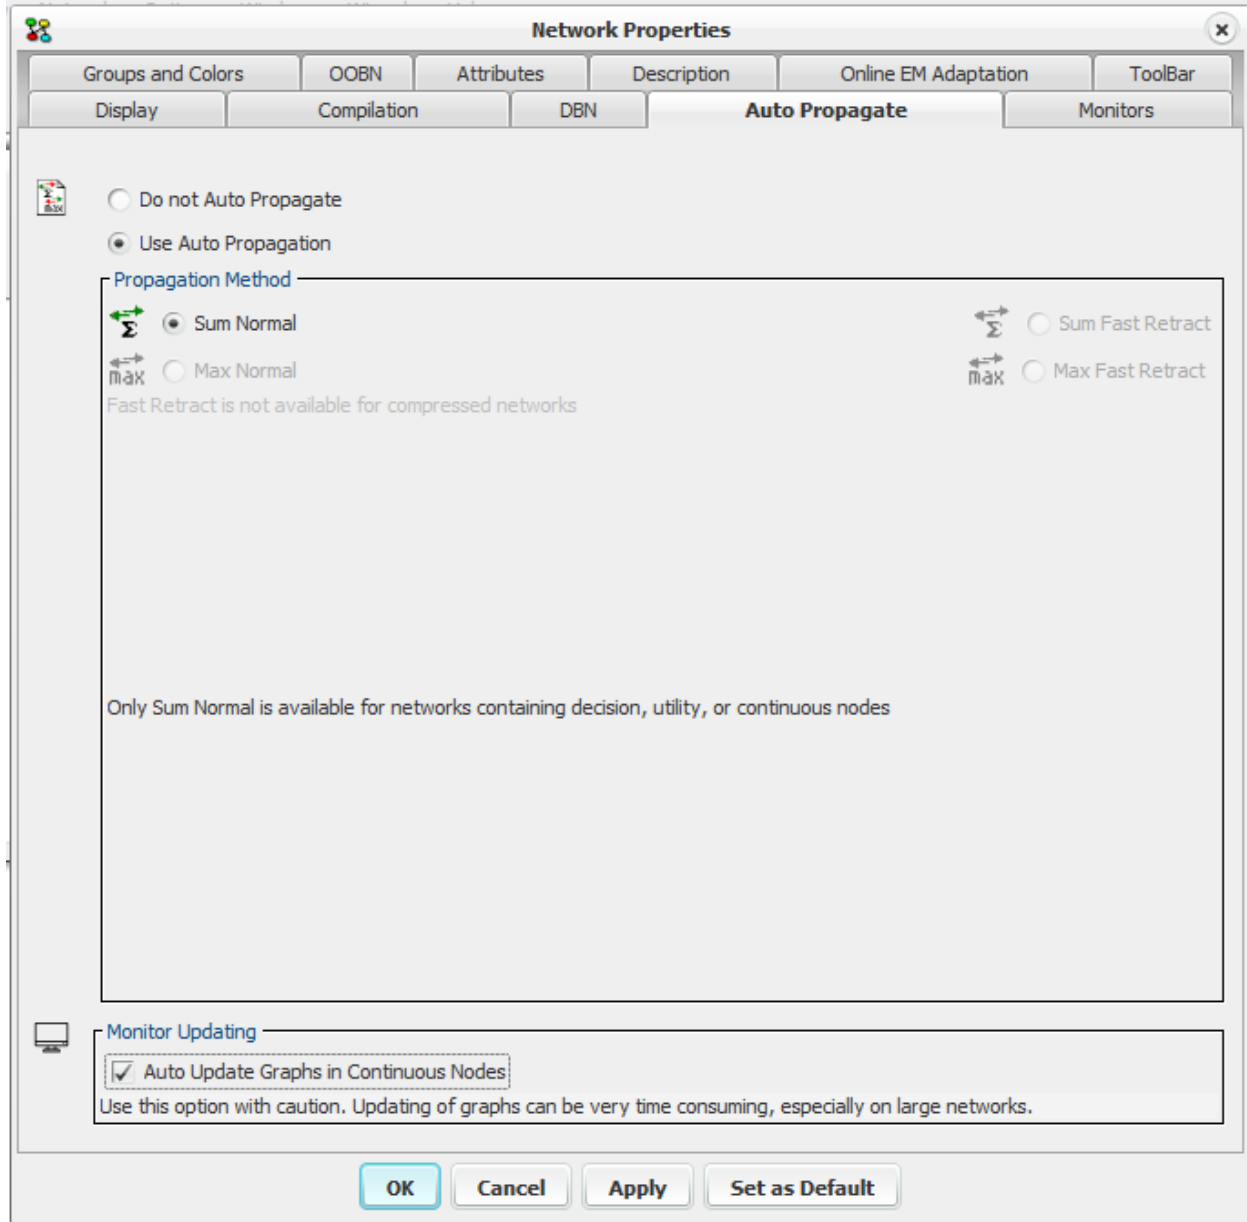 Network Properties
Groups and Colors OOBN Attributes Description Online EM Adaptation ToolBar
Display Compilation DBN Auto Propagate Monitors
Do not Auto Propagate
Use Auto Propagation
Propagation Method
Σ Sum Normal Σ Sum Fast Retract
max Max Normal max Max Fast Retract
Fast Retract is not available for compressed networks
Only Sum Normal is available for networks containing decision, utility, or continuous nodes
Monitor Updating
Auto Update Graphs in Continuous Nodes
Use this option with caution. Updating of graphs can be very time consuming, especially on large networks.
OK Cancel Apply Set as Default